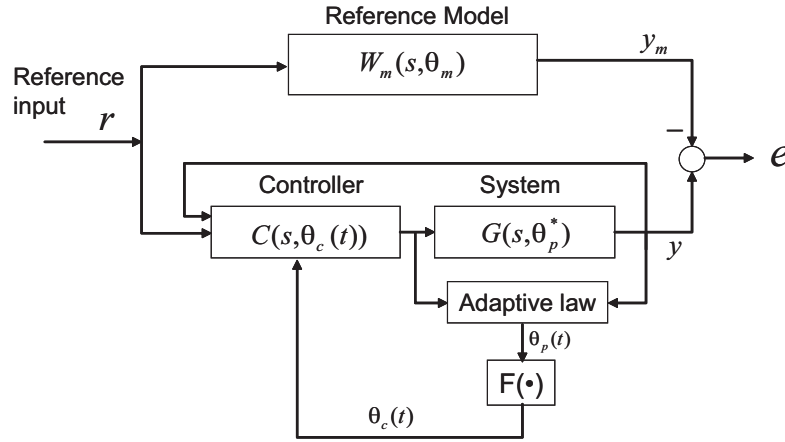 Reference Model
W_m(s,θ_m)
y_m
Reference
input
r
−
e
Controller
System
C(s,θ_c(t))
G(s,θ_p^*)
y
Adaptive law
θ_p(t)
F(•)
θ_c(t)